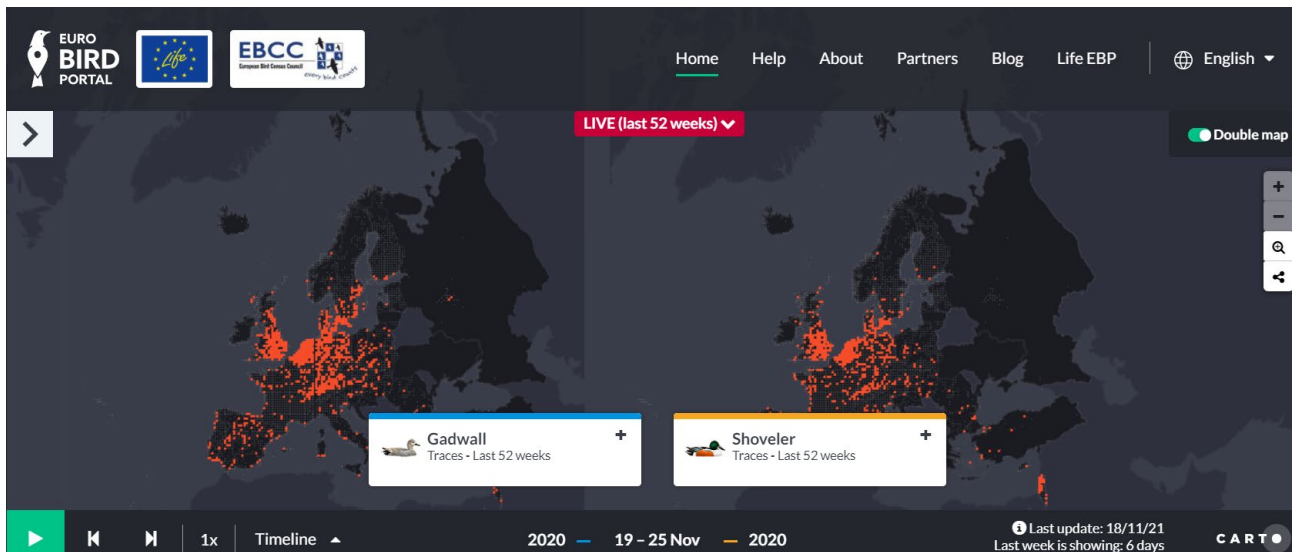 EURO
BIRD
PORTAL
Life
EBCC
European Bird Census Council
every bird counts
Home Help About Partners Blog Life EBP English
LIVE (last 52 weeks)
Double map
Gadwall
Traces - Last 52 weeks
Shoveler
Traces - Last 52 weeks
1x Timeline 2020 19 – 25 Nov 2020
Last update: 18/11/21
Last week is showing: 6 days
CARTO